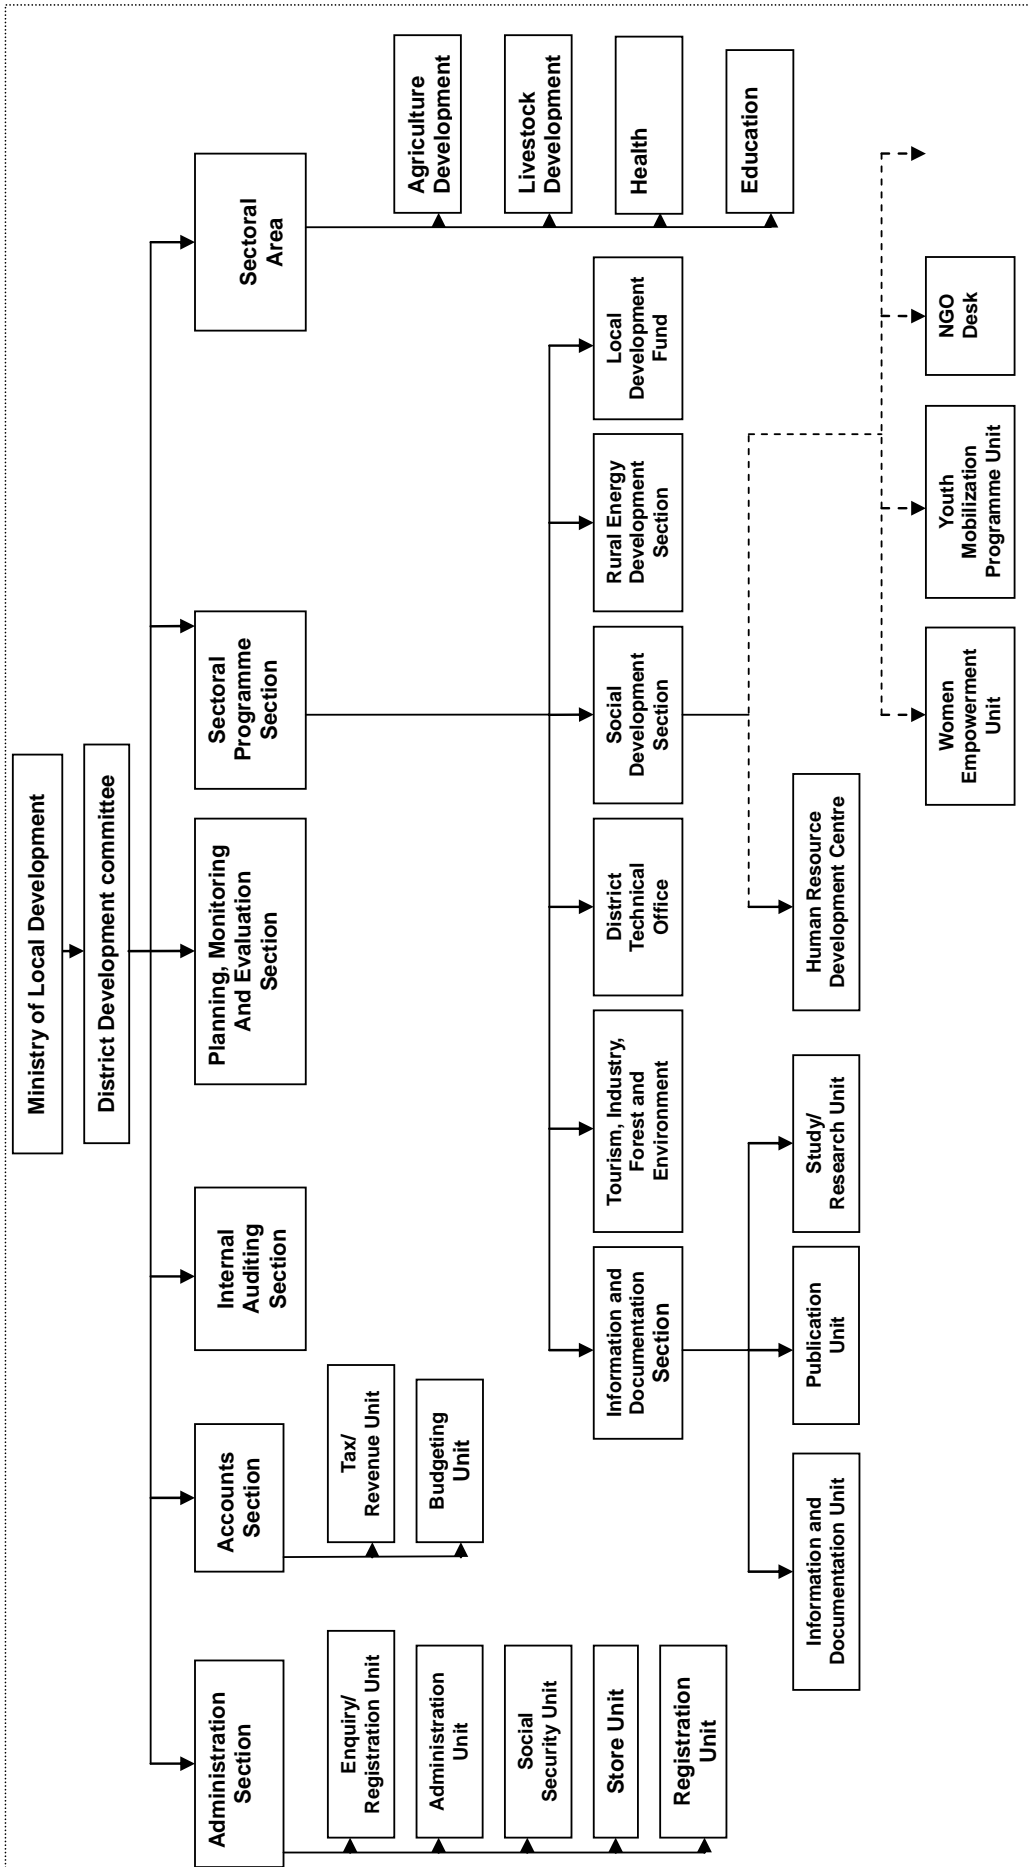 Ministry of Local Development
District Development committee
Administration
Section
Accounts
Section
Internal
Auditing
Section
Planning, Monitoring
And Evaluation
Section
Sectoral
Programme
Section
Sectoral
Area
Enquiry/
Registration Unit
Administration
Unit
Social
Security Unit
Store Unit
Registration
Unit
Tax/
Revenue Unit
Budgeting
Unit
Agriculture
Development
Livestock
Development
Health
Education
Information and
Documentation
Section
Tourism, Industry,
Forest and
Environment
District
Technical
Office
Social
Development
Section
Rural Energy
Development
Section
Local
Development
Fund
Information and
Documentation Unit
Publication
Unit
Study/
Research Unit
Human Resource
Development Centre
Women
Empowerment
Unit
Youth
Mobilization
Programme Unit
NGO
Desk